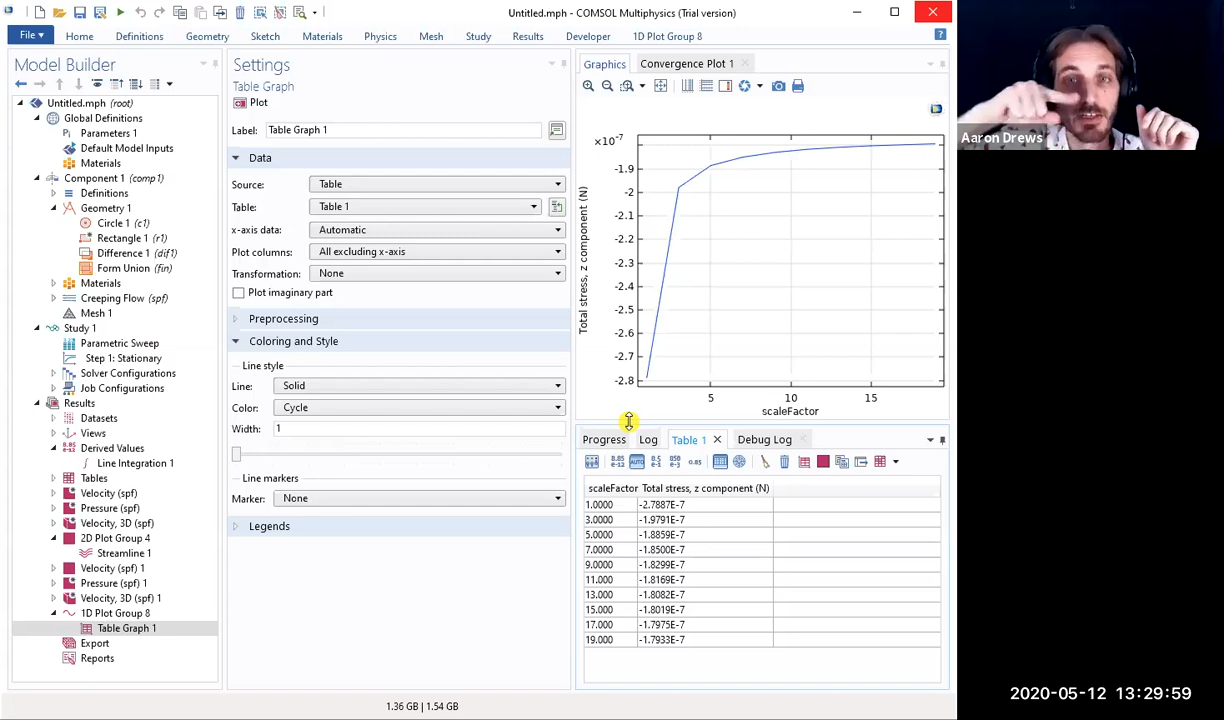 Untitled.mph - COMSOL Multiphysics (Trial version)
File
Home
Definitions
Geometry
Sketch
Materials
Physics
Mesh
Study
Results
Developer
1D Plot Group 8
Model Builder
Untitled.mph (root)
Global Definitions
Parameters 1
Default Model Inputs
Materials
Component 1 (comp1)
Definitions
Geometry 1
Circle 1 (c1)
Rectangle 1 (r1)
Difference 1 (dif1)
Form Union (fin)
Materials
Creeping Flow (spf)
Mesh 1
Study 1
Parametric Sweep
Step 1: Stationary
Solver Configurations
Job Configurations
Results
Datasets
Views
Derived Values
Line Integration 1
Tables
Velocity (spf)
Pressure (spf)
Velocity, 3D (spf)
2D Plot Group 4
Streamline 1
Velocity (spf) 1
Pressure (spf) 1
Velocity, 3D (spf) 1
1D Plot Group 8
Table Graph 1
Export
Reports
Settings
Table Graph
Plot
Label: Table Graph 1
Data
Source: Table
Table: Table 1
x-axis data: Automatic
Plot columns: All excluding x-axis
Transformation: None
Plot imaginary part
Preprocessing
Coloring and Style
Line style
Line: Solid
Color: Cycle
Width: 1
Line markers
Marker: None
Legends
Graphics
Convergence Plot 1
×10⁻⁷
-1.9
-2
-2.1
-2.2
-2.3
-2.4
-2.5
-2.6
-2.7
-2.8
Total stress, z component (N)
5 10 15
scaleFactor
Progress
Log
Table 1
Debug Log
8.85
e-12
AUTO
8.5
e-1
850
e-3
0.85
scaleFactor Total stress, z component (N)
1.0000 -2.7887E-7
3.0000 -1.9791E-7
5.0000 -1.8859E-7
7.0000 -1.8500E-7
9.0000 -1.8299E-7
11.000 -1.8169E-7
13.000 -1.8082E-7
15.000 -1.8019E-7
17.000 -1.7975E-7
19.000 -1.7933E-7
1.36 GB | 1.54 GB
Aaron Drews
2020-05-12 13:29:59